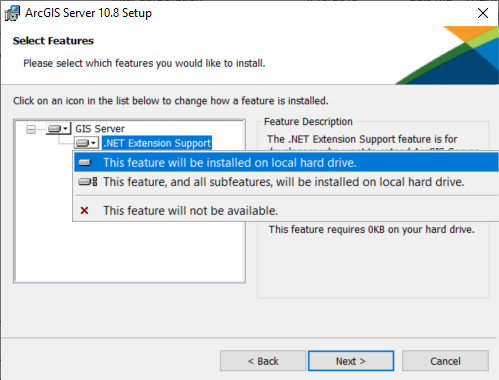 ArcGIS Server 10.8 Setup
Select Features
Please select which features you would like to install.
Click on an icon in the list below to change how a feature is installed.
GIS Server
.NET Extension Support
Feature Description
The .NET Extension Support feature is for
This feature will be installed on local hard drive.
This feature, and all subfeatures, will be installed on local hard drive.
This feature will not be available.
This feature requires 0KB on your hard drive.
< Back
Next >
Cancel